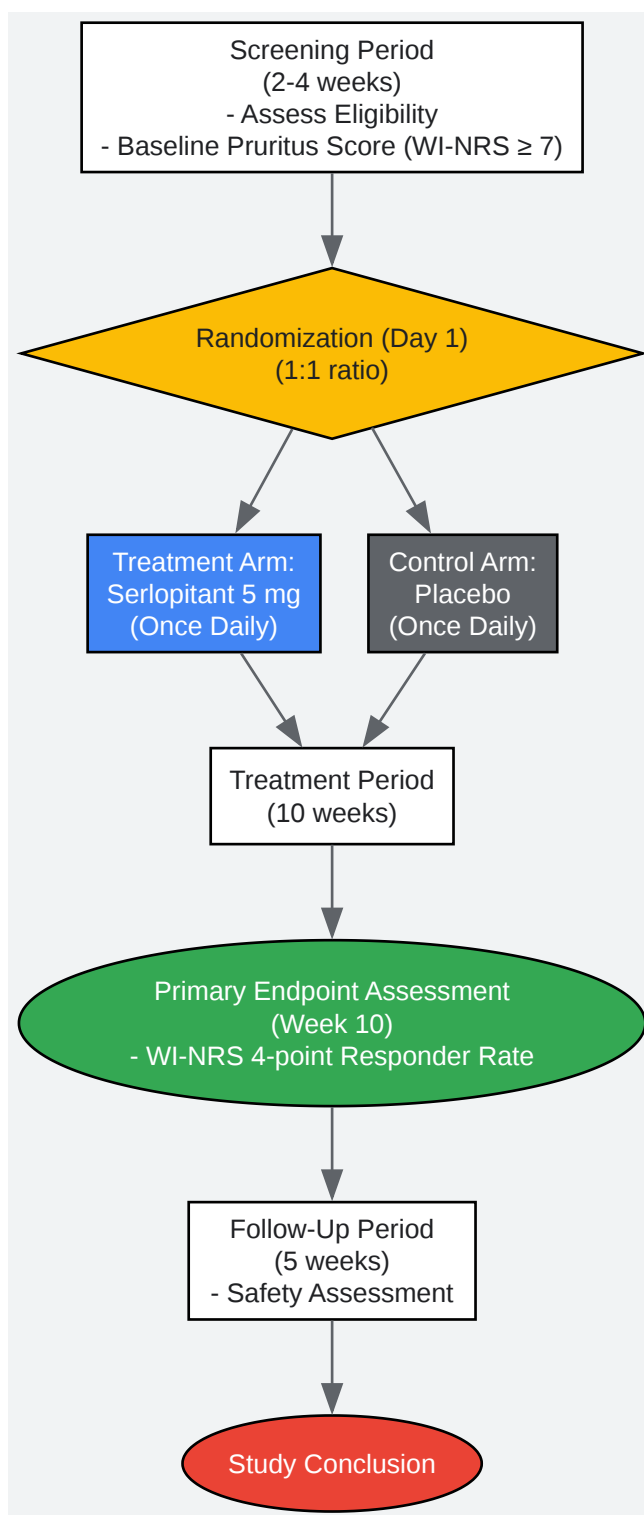 Screening Period
(2-4 weeks)
- Assess Eligibility
- Baseline Pruritus Score (WI-NRS ≥ 7)
Randomization (Day 1)
(1:1 ratio)
Treatment Arm:
Serlopitant 5 mg
(Once Daily)
Control Arm:
Placebo
(Once Daily)
Treatment Period
(10 weeks)
Primary Endpoint Assessment
(Week 10)
- WI-NRS 4-point Responder Rate
Follow-Up Period
(5 weeks)
- Safety Assessment
Study Conclusion